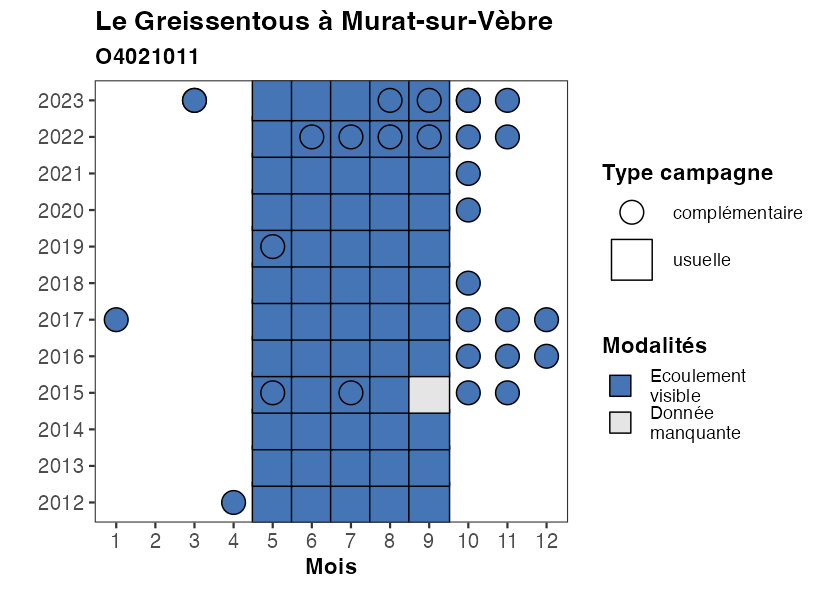 Le Greissentous à Murat-sur-Vèbre
O4021011
2023
2022
2021
2020
2019
2018
2017
2016
2015
2014
2013
2012
1 2 3 4 5 6 7 8 9 10 11 12
Mois
Type campagne
complémentaire
usuelle
Modalités
Ecoulement
visible
Donnée
manquante